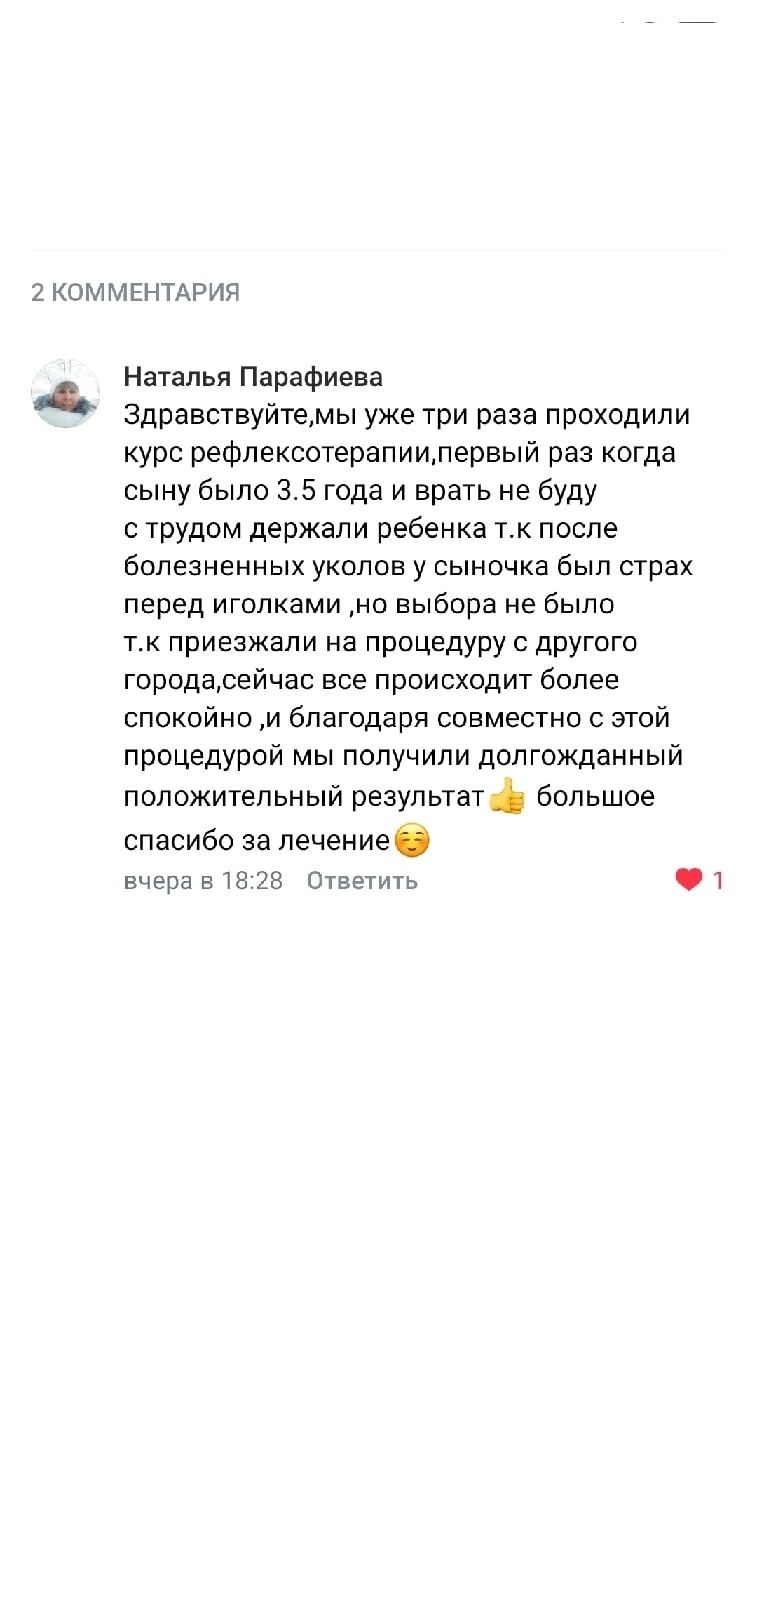 2 КОММЕНТАРИЯ
Наталья Парафиева
Здравствуйте,мы уже три раза проходили
курс рефлексотерапии,первый раз когда
сыну было 3.5 года и врать не буду
с трудом держали ребенка т.к после
болезненных уколов у сыночка был страх
перед иголками ,но выбора не было
т.к приезжали на процедуру с другого
города,сейчас все происходит более
спокойно ,и благодаря совместно с этой
процедурой мы получили долгожданный
положительный результат👍 большое
спасибо за лечение☺️
вчера в 18:28 Ответить ❤ 1